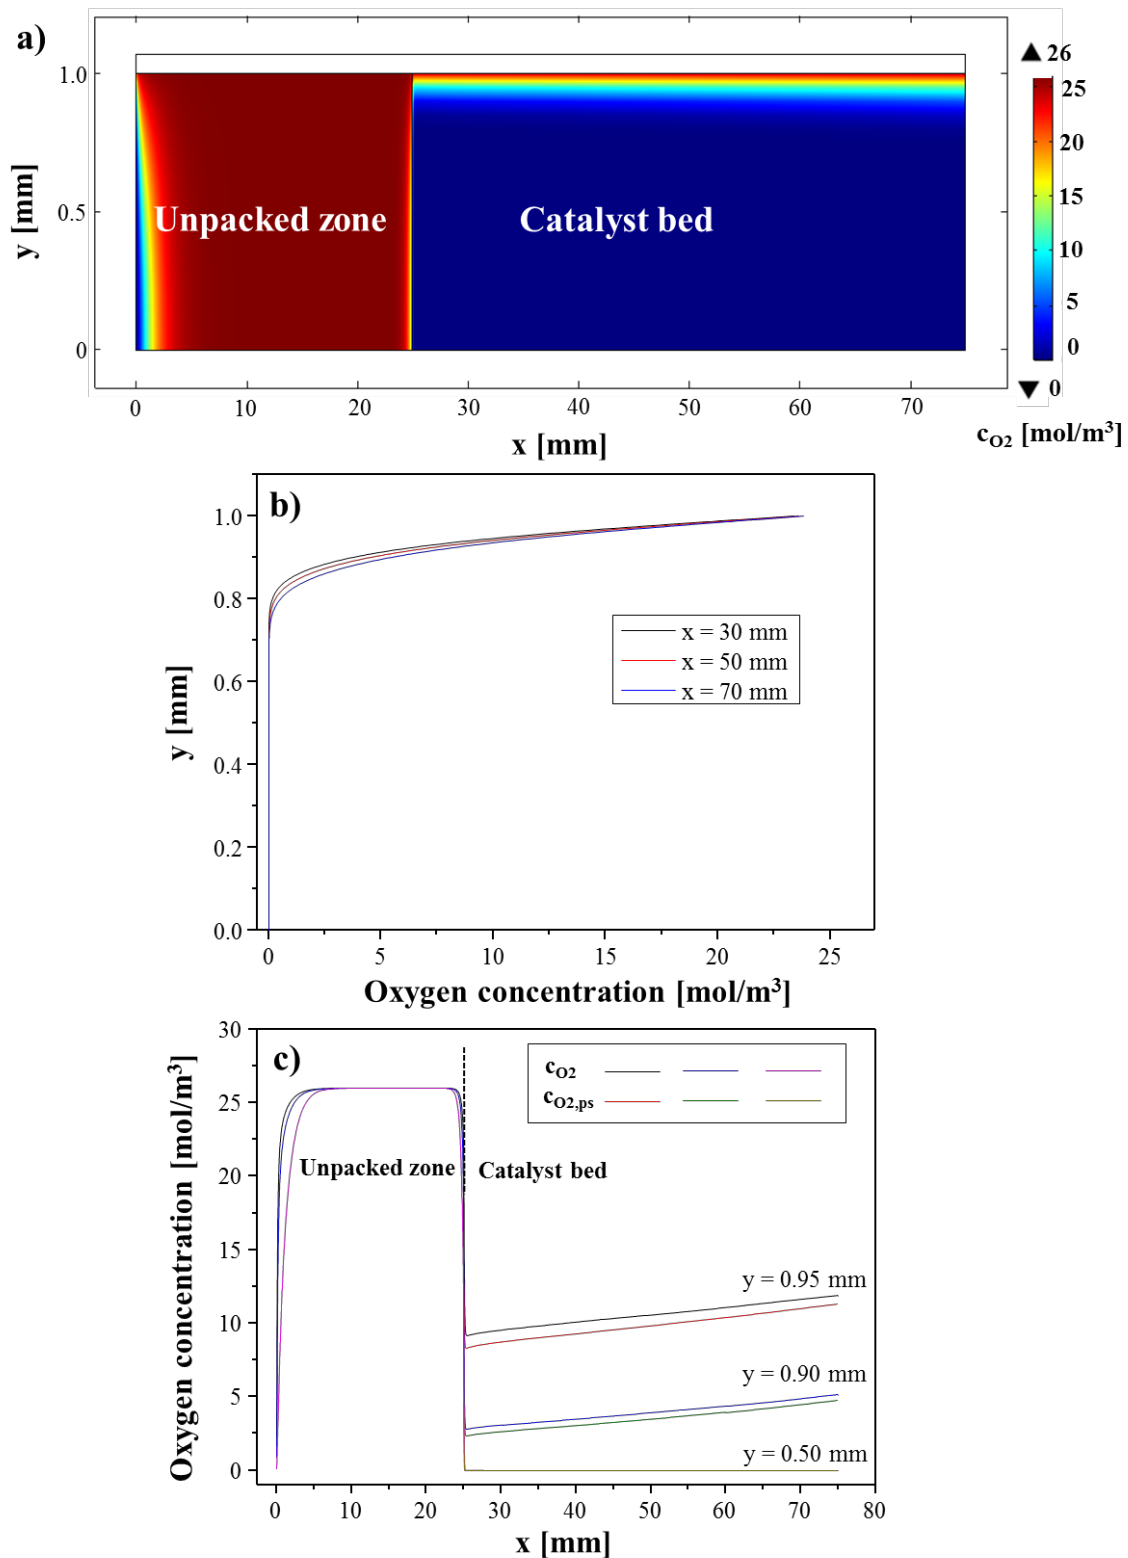 a)
1.0
0.5
0
y [mm]
Unpacked zone
Catalyst bed
0 10 20 30 40 50 60 70
x [mm]
26
25
20
15
10
5
0
0
cO2 [mol/m³]
b)
1.0
0.8
0.6
0.4
0.2
0.0
y [mm]
x = 30 mm
x = 50 mm
x = 70 mm
0 5 10 15 20 25
Oxygen concentration [mol/m³]
c)
30
25
20
15
10
5
0
Oxygen concentration [mol/m³]
cO2
cO2,ps
Unpacked zone
Catalyst bed
y = 0.95 mm
y = 0.90 mm
y = 0.50 mm
0 10 20 30 40 50 60 70 80
x [mm]